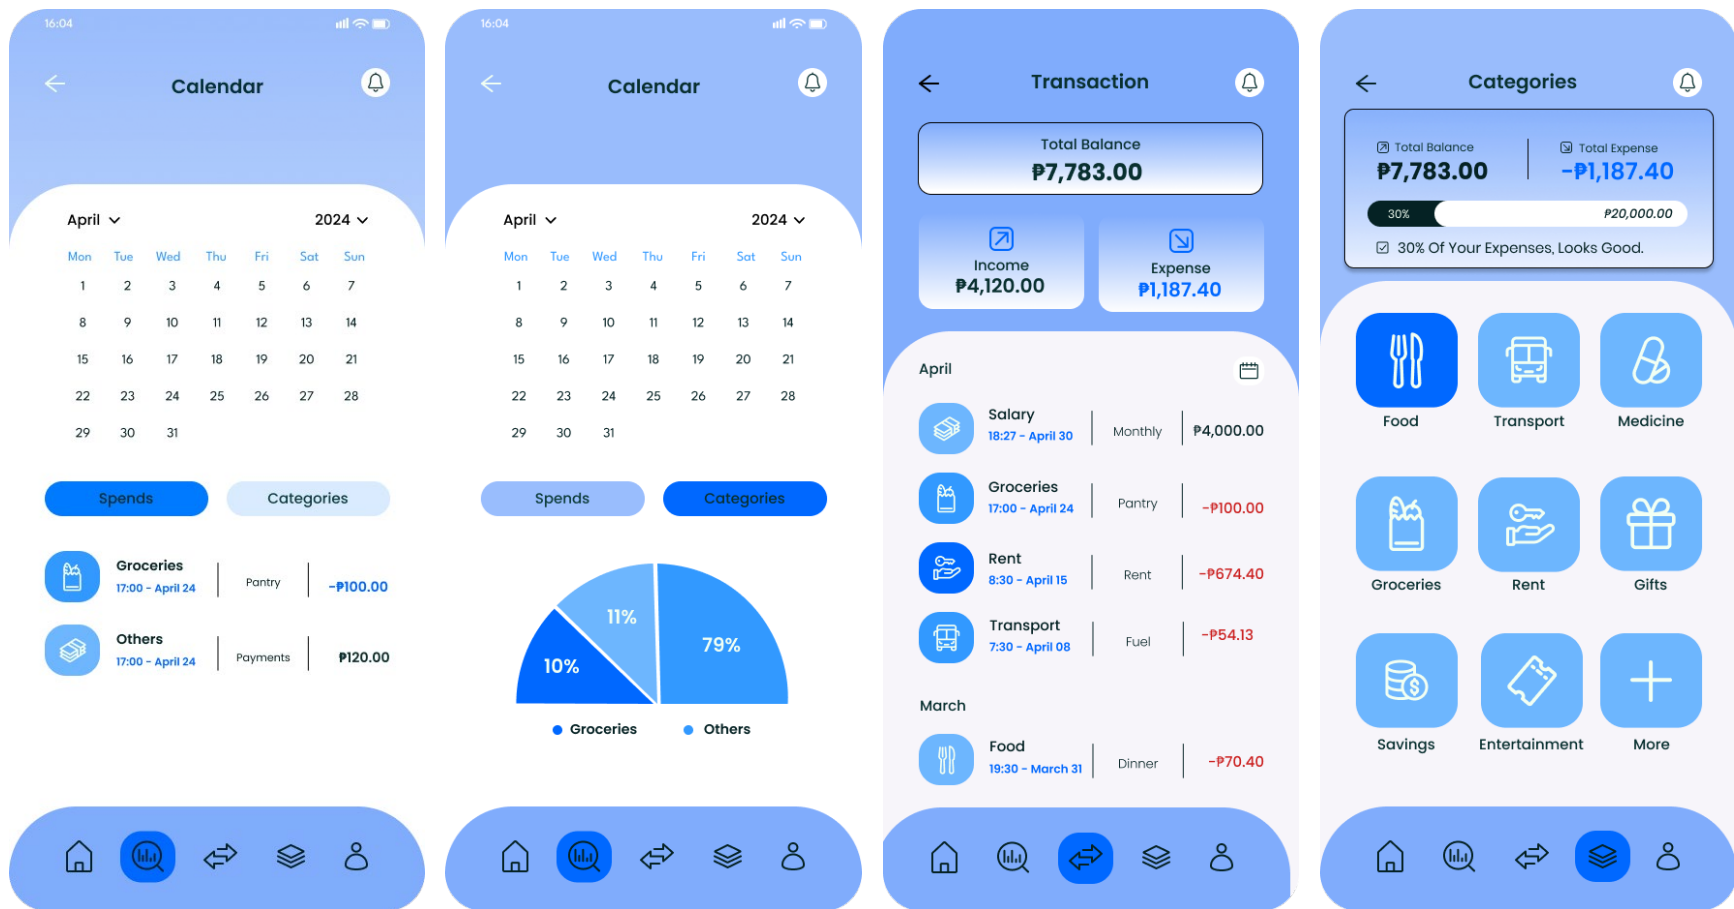 16:04
Calendar
April 2024
Mon Tue Wed Thu Fri Sat Sun
1 2 3 4 5 6 7
8 9 10 11 12 13 14
15 16 17 18 19 20 21
22 23 24 25 26 27 28
29 30 31
Spends Categories
Groceries
17:00 - April 24
Pantry
-₱100.00
Others
17:00 - April 24
Payments
₱120.00
16:04
Calendar
April 2024
Mon Tue Wed Thu Fri Sat Sun
1 2 3 4 5 6 7
8 9 10 11 12 13 14
15 16 17 18 19 20 21
22 23 24 25 26 27 28
29 30 31
Spends Categories
11%
79%
10%
Groceries Others
Transaction
Total Balance
₱7,783.00
Income
₱4,120.00
Expense
₱1,187.40
April
Salary
18:27 - April 30
Monthly
₱4,000.00
Groceries
17:00 - April 24
Pantry
-₱100.00
Rent
8:30 - April 15
Rent
-₱674.40
Transport
7:30 - April 08
Fuel
-₱54.13
March
Food
19:30 - March 31
Dinner
-₱70.40
Categories
Total Balance
₱7,783.00
Total Expense
-₱1,187.40
30% ₱20,000.00
30% Of Your Expenses, Looks Good.
Food Transport Medicine
Groceries Rent Gifts
Savings Entertainment More